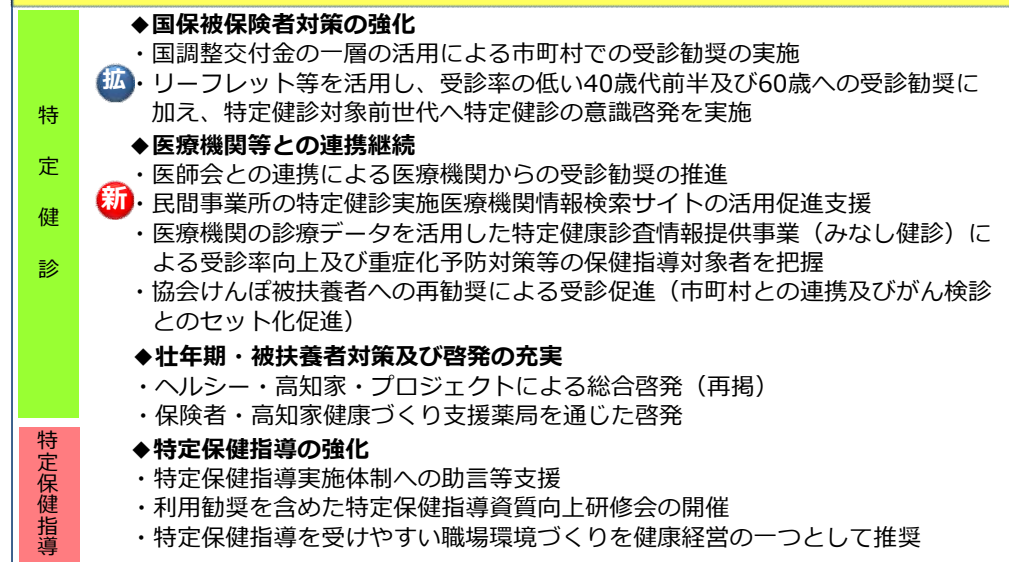 特定健診
◆国保被保険者対策の強化
・国調整交付金の一層の活用による市町村での受診勧奨の実施
拡
・リーフレット等を活用し、受診率の低い40歳代前半及び60歳への受診勧奨に
加え、特定健診対象前世代へ特定健診の意識啓発を実施
◆医療機関等との連携継続
・医師会との連携による医療機関からの受診勧奨の推進
新
・民間事業所の特定健診実施医療機関情報検索サイトの活用促進支援
・医療機関の診療データを活用した特定健康診査情報提供事業（みなし健診）に
よる受診率向上及び重症化予防対策等の保健指導対象者を把握
・協会けんぽ被扶養者への再勧奨による受診促進（市町村との連携及びがん検診
とのセット化促進）
◆壮年期・被扶養者対策及び啓発の充実
・ヘルシー・高知家・プロジェクトによる総合啓発（再掲）
・保険者・高知家健康づくり支援薬局を通じた啓発
特定保健指導
◆特定保健指導の強化
・特定保健指導実施体制への助言等支援
・利用勧奨を含めた特定保健指導資質向上研修会の開催
・特定保健指導を受けやすい職場環境づくりを健康経営の一つとして推奨